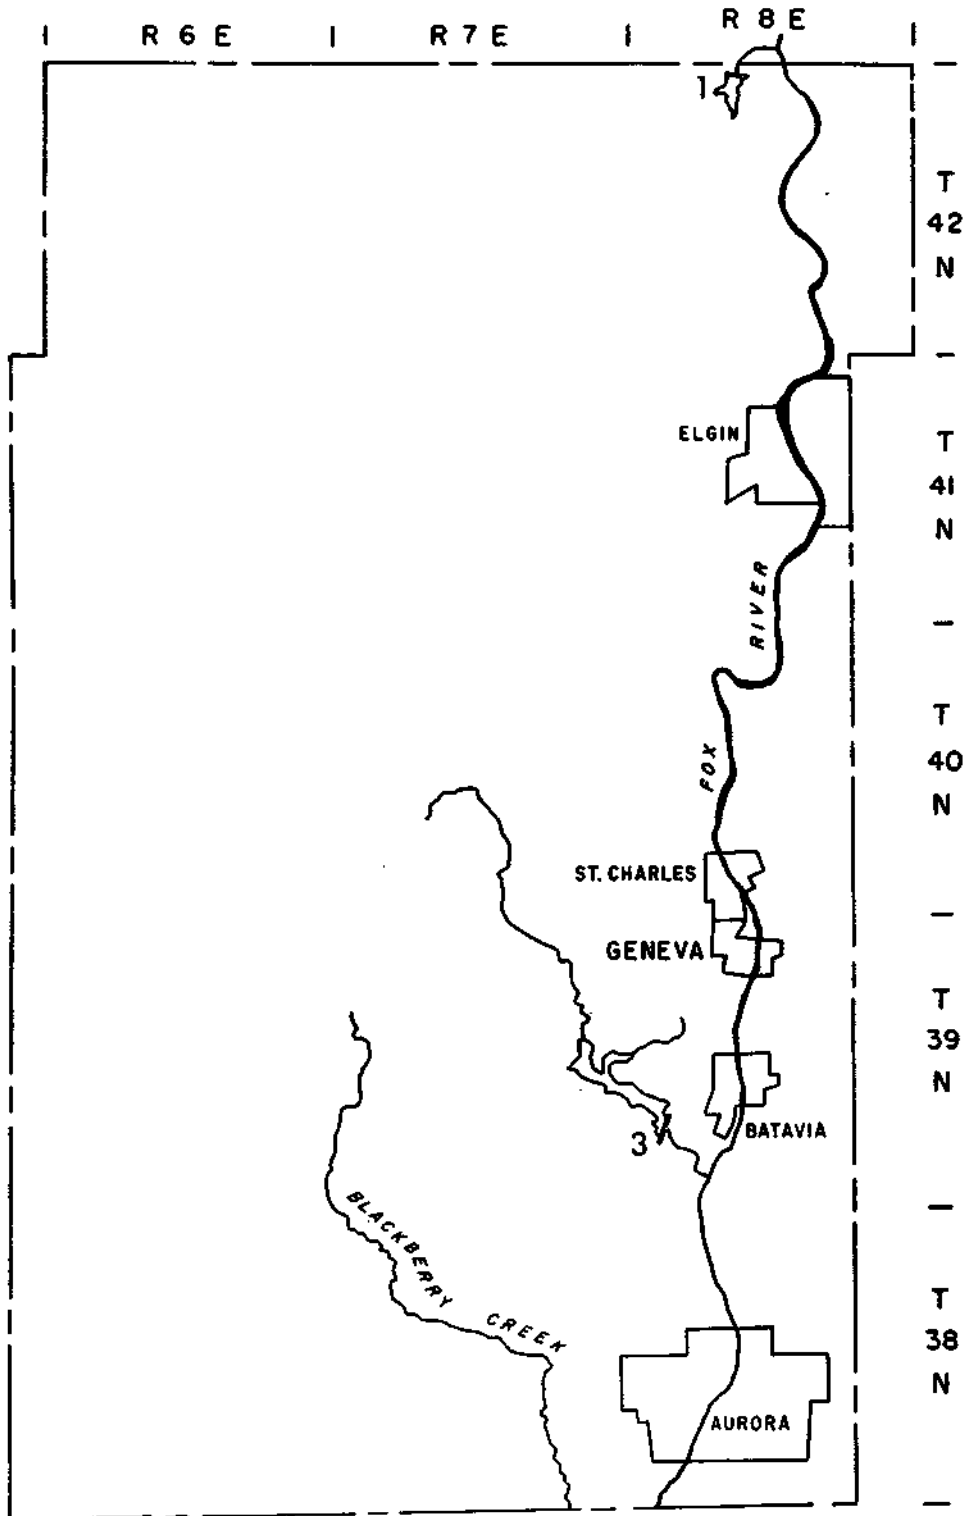 R 6 E
R 7 E
R 8 E
1
T
42
N
ELGIN
T
41
N
FOX RIVER
T
40
N
ST. CHARLES
GENEVA
T
39
N
BATAVIA
3
BLACKBERRY CREEK
T
38
N
AURORA